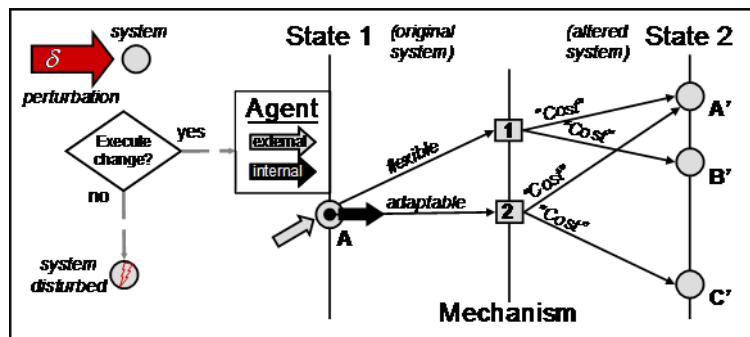 system
δ
perturbation
Execute
change?
yes
no
system
disturbed
Agent
external
internal
State 1
(original
system)
(altered
system)
State 2
flexible
adaptable
A
1
2
"Cost"
"Cost"
"Cost"
"Cost"
A'
B'
C'
Mechanism